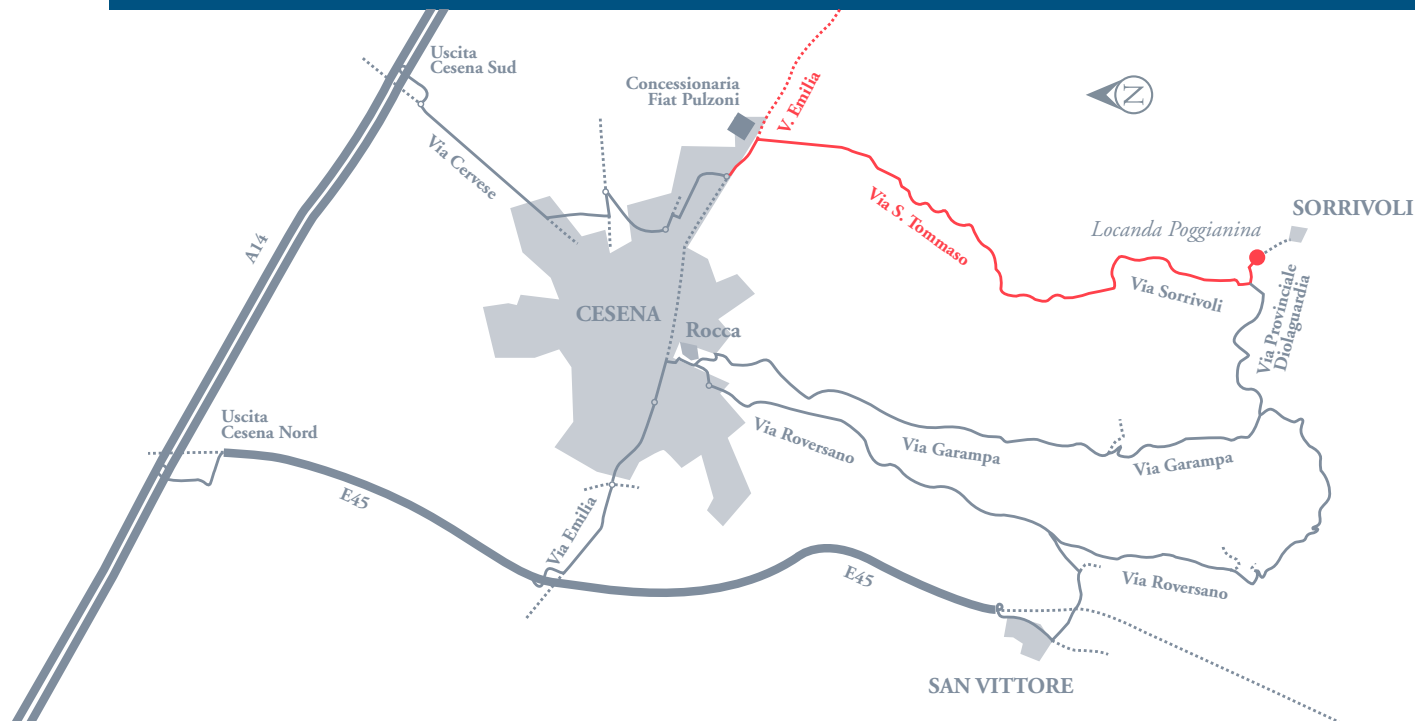 Uscita
Cesena Sud
Concessionaria
Fiat Pulzoni
V. Emilia
N
Via Cervese
Via S. Tommaso
SORRIVOLI
Locanda Poggianina
A14
Via Sorrivoli
Via Provinciale
Diolaguardia
CESENA
Rocca
Uscita
Cesena Nord
Via Roversano
Via Garampa
Via Garampa
E45
Via Emilia
E45
Via Roversano
SAN VITTORE